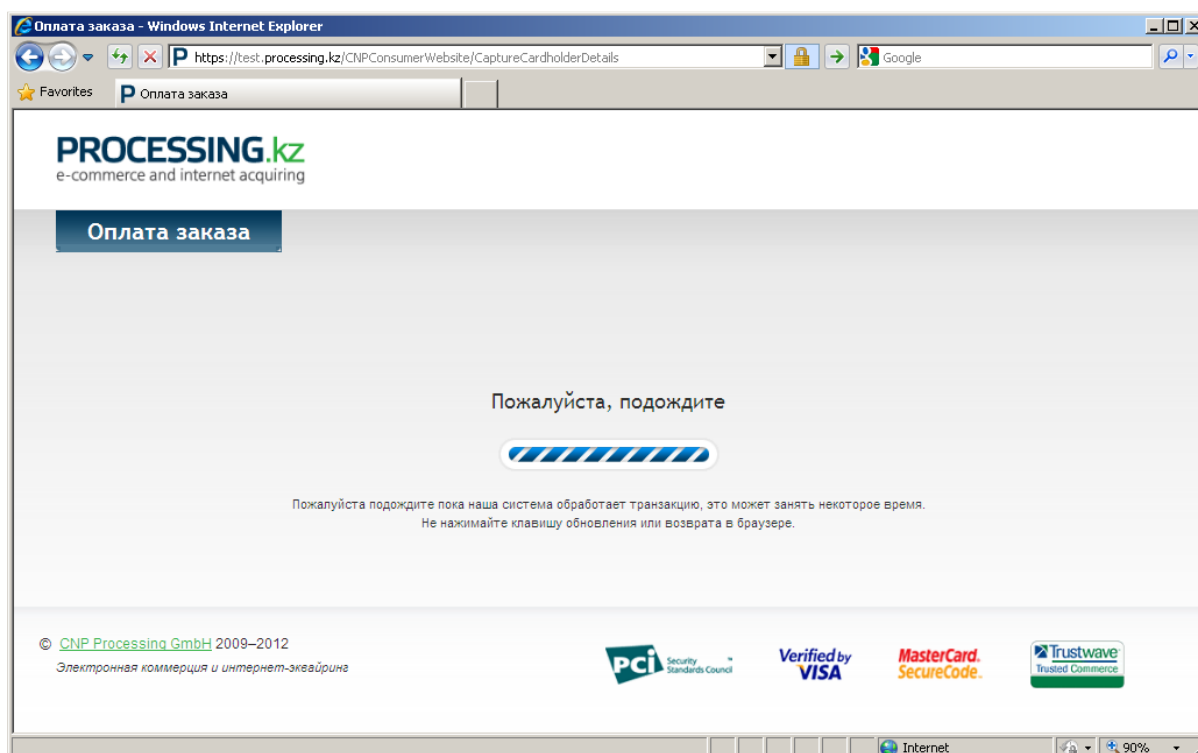 Оплата заказа - Windows Internet Explorer
https://test.processing.kz/CNPConsumerWebsite/CaptureCardholderDetails
Google
Favorites
Оплата заказа
PROCESSING.kz
e-commerce and internet acquiring
Оплата заказа
Пожалуйста, подождите
Пожалуйста подождите пока наша система обработает транзакцию, это может занять некоторое время.
Не нажимайте клавишу обновления или возврата в браузере.
© CNP Processing GmbH 2009–2012
Электронная коммерция и интернет-эквайринг
PCI Security Standards Council ™
Verified by VISA
MasterCard. SecureCode.
Trustwave Trusted Commerce
Internet
90%